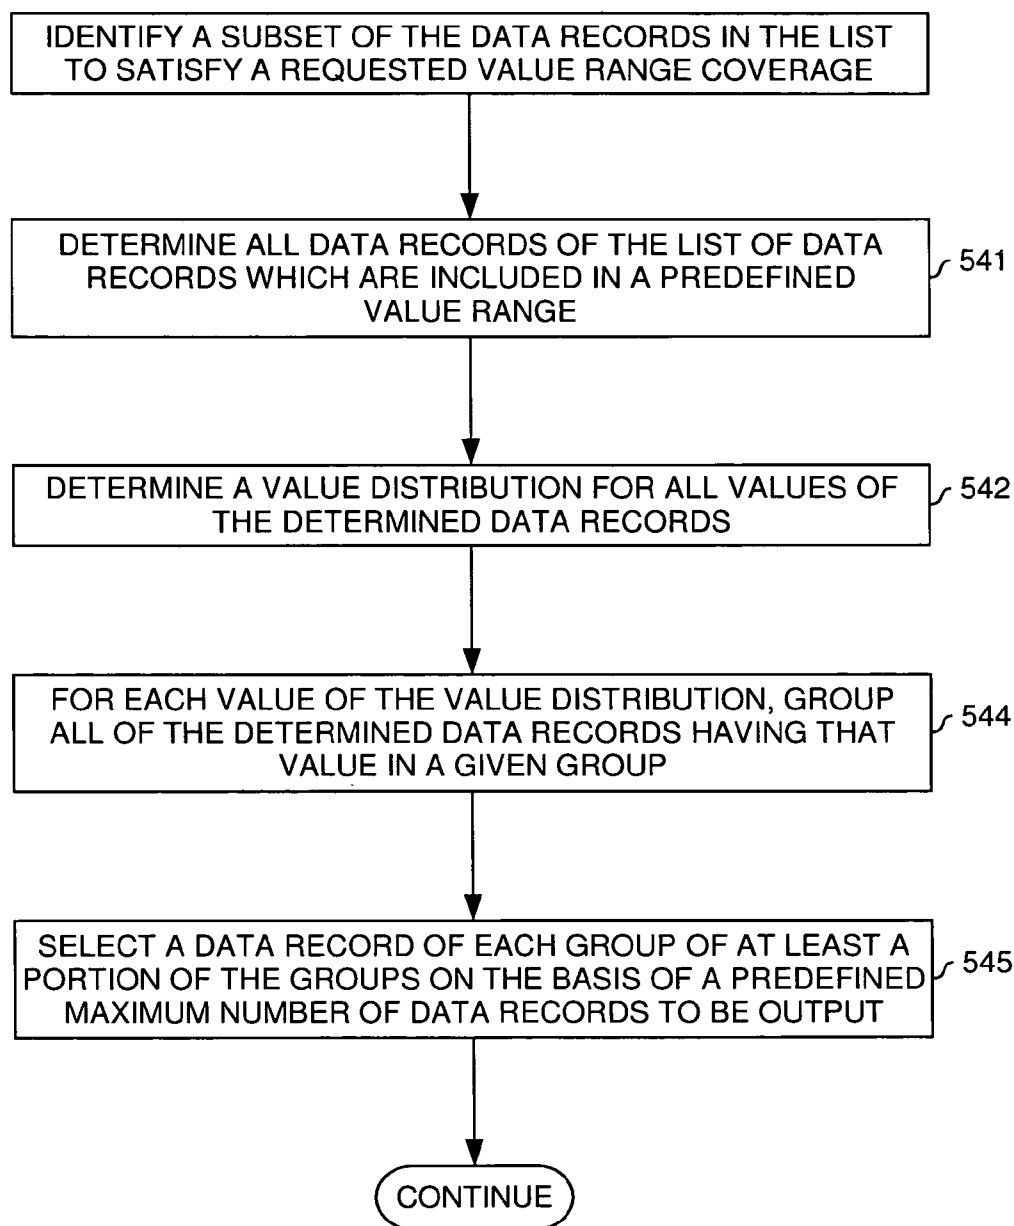 IDENTIFY A SUBSET OF THE DATA RECORDS IN THE LIST
TO SATISFY A REQUESTED VALUE RANGE COVERAGE
DETERMINE ALL DATA RECORDS OF THE LIST OF DATA
RECORDS WHICH ARE INCLUDED IN A PREDEFINED
VALUE RANGE
541
DETERMINE A VALUE DISTRIBUTION FOR ALL VALUES OF
THE DETERMINED DATA RECORDS
542
FOR EACH VALUE OF THE VALUE DISTRIBUTION, GROUP
ALL OF THE DETERMINED DATA RECORDS HAVING THAT
VALUE IN A GIVEN GROUP
544
SELECT A DATA RECORD OF EACH GROUP OF AT LEAST A
PORTION OF THE GROUPS ON THE BASIS OF A PREDEFINED
MAXIMUM NUMBER OF DATA RECORDS TO BE OUTPUT
545
CONTINUE